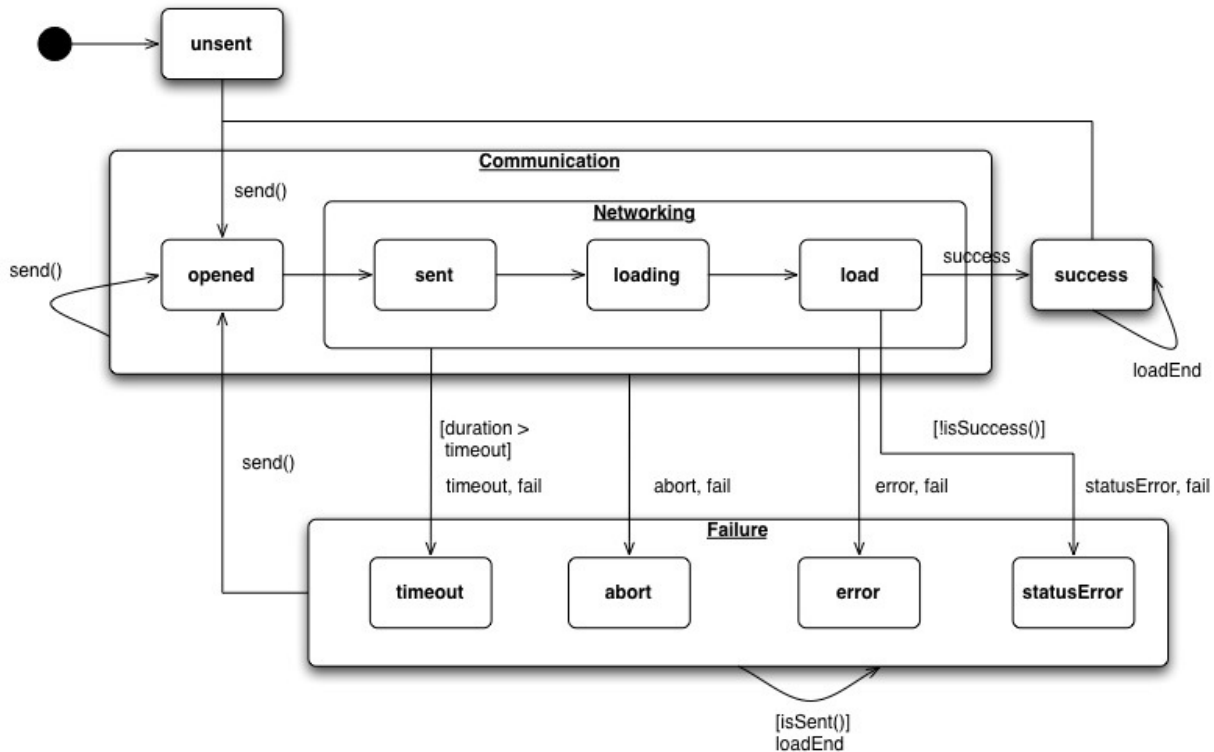 unsent
Communication
send()
Networking
send()
opened
sent
loading
load
success
success
loadEnd
[duration >
timeout]
[!isSuccess()]
send()
timeout, fail
abort, fail
error, fail
statusError, fail
Failure
timeout
abort
error
statusError
[isSent()]
loadEnd